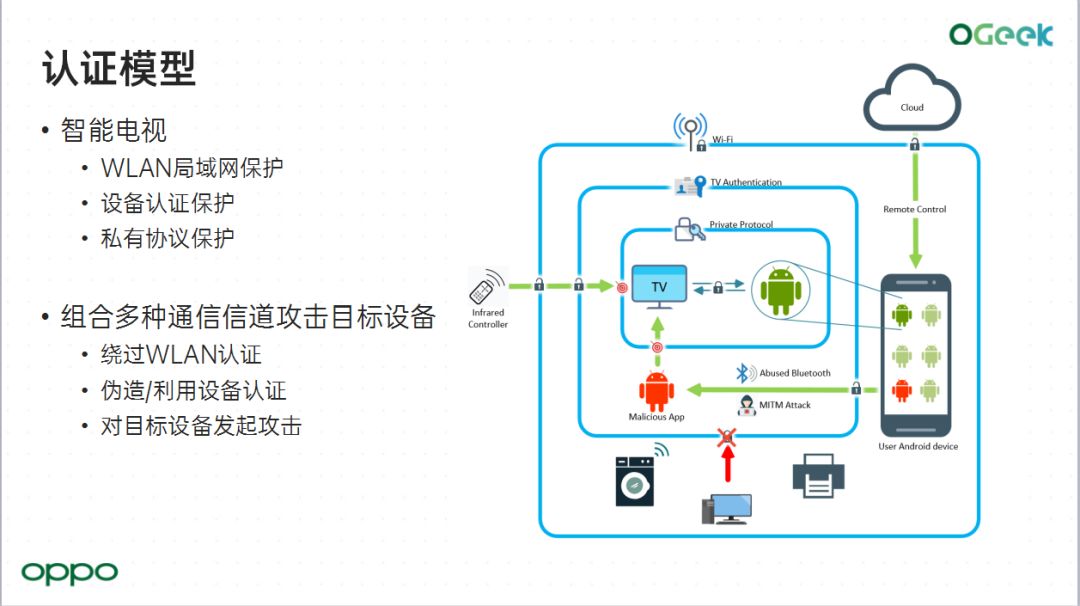 OGeek
认证模型
• 智能电视
• WLAN局域网保护
• 设备认证保护
• 私有协议保护
• 组合多种通信信道攻击目标设备
• 绕过WLAN认证
• 伪造/利用设备认证
• 对目标设备发起攻击
Cloud
Wi-Fi
TV Authentication
Remote Control
Private Protocol
TV
Infrared
Controller
Abused Bluetooth
MITM Attack
Malicious App
User Android device
oppo